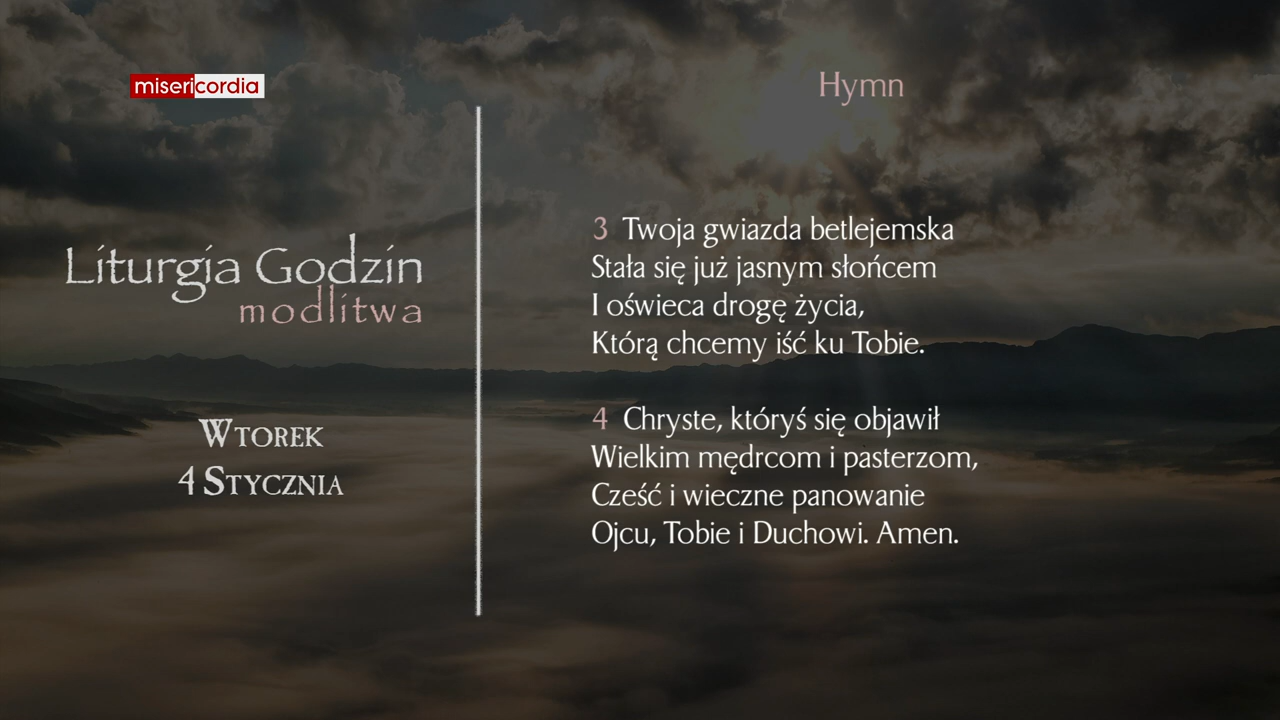 misericordia
Liturgia Godzin
modlitwa
Wtorek
4 Stycznia
Hymn
3 Twoja gwiazda betlejemska
Stała się już jasnym słońcem
I oświeca drogę życia,
Którą chcemy iść ku Tobie.
4 Chryste, któryś się objawił
Wielkim mędrcom i pasterzom,
Cześć i wieczne panowanie
Ojcu, Tobie i Duchowi. Amen.